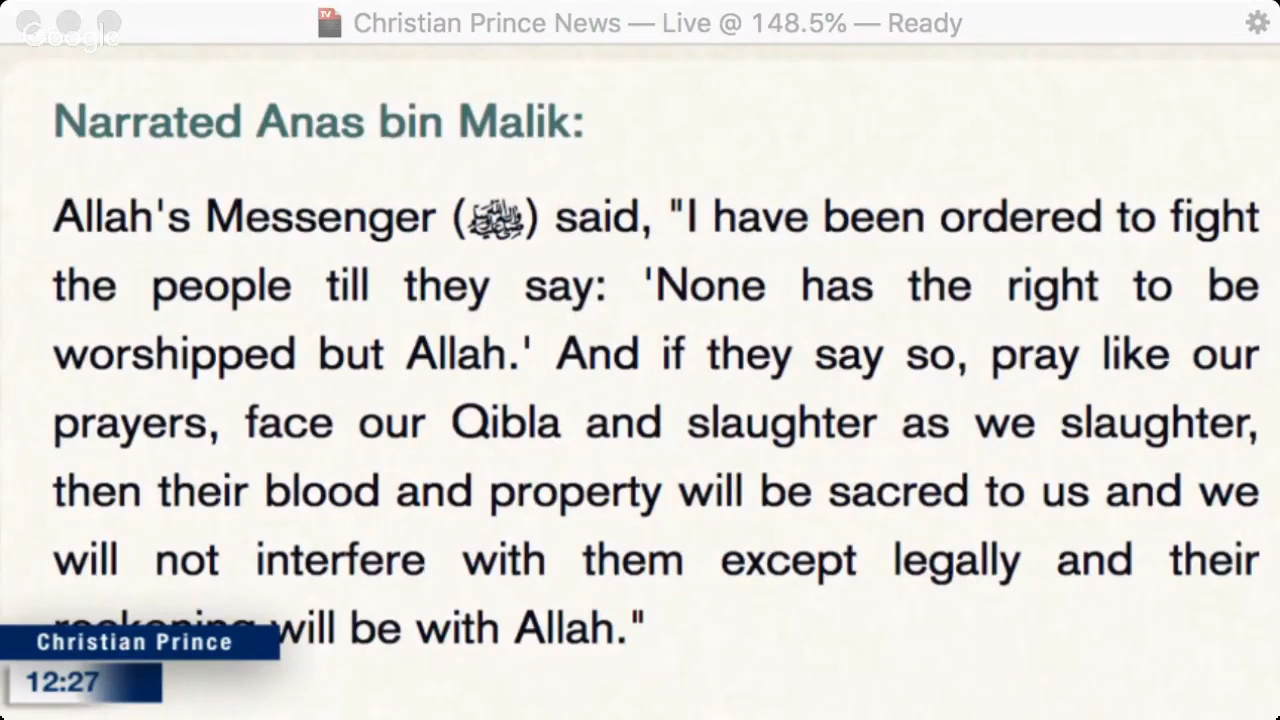 Christian Prince News — Live @ 148.5% — Ready
Google
Narrated Anas bin Malik:
Allah's Messenger (ﷺ) said, "I have been ordered to fight
the people till they say: 'None has the right to be
worshipped but Allah.' And if they say so, pray like our
prayers, face our Qibla and slaughter as we slaughter,
then their blood and property will be sacred to us and we
will not interfere with them except legally and their
reckoning will be with Allah."
Christian Prince
12:27